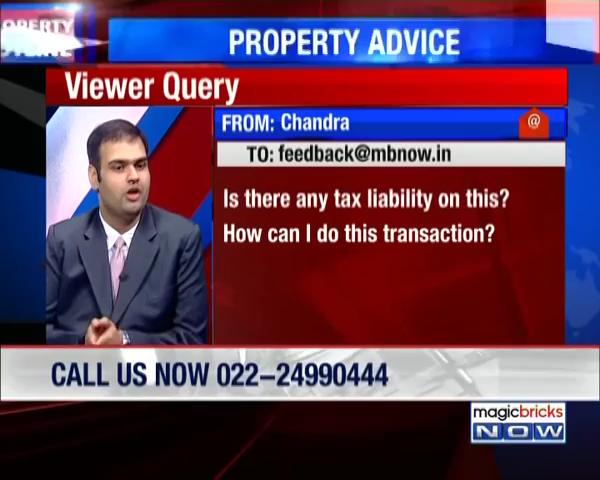 PROPERTY ADVICE
Viewer Query
FROM: Chandra
@
TO: feedback@mbnow.in
Is there any tax liability on this?
How can I do this transaction?
CALL US NOW 022-24990444
magicbricks
NOW